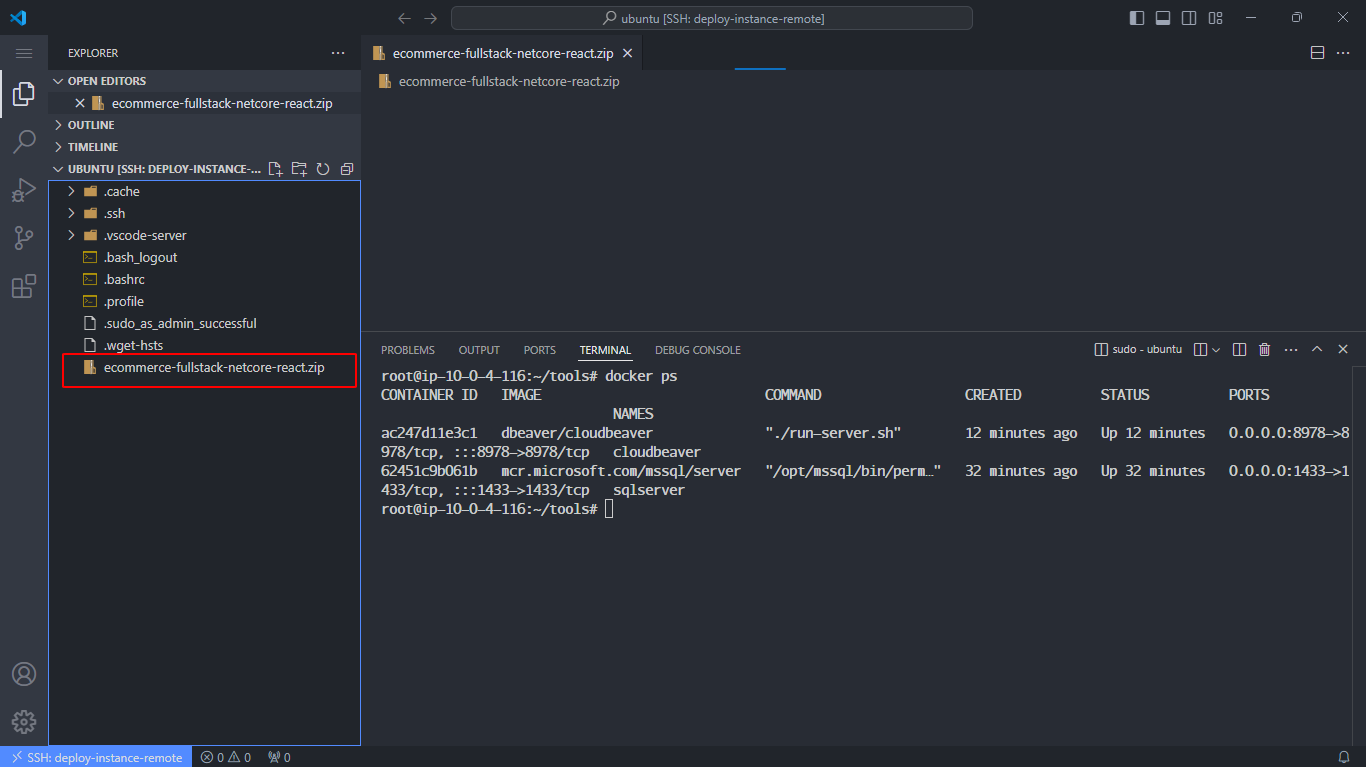 ubuntu [SSH: deploy-instance-remote]
EXPLORER
OPEN EDITORS
ecommerce-fullstack-netcore-react.zip
OUTLINE
TIMELINE
UBUNTU [SSH: DEPLOY-INSTANCE-...
.cache
.ssh
.vscode-server
.bash_logout
.bashrc
.profile
.sudo_as_admin_successful
.wget-hsts
ecommerce-fullstack-netcore-react.zip
ecommerce-fullstack-netcore-react.zip
ecommerce-fullstack-netcore-react.zip
PROBLEMS OUTPUT PORTS TERMINAL DEBUG CONSOLE sudo - ubuntu
root@ip-10-0-4-116:~/tools# docker ps
CONTAINER ID IMAGE COMMAND CREATED STATUS PORTS
NAMES
ac247d11e3c1 dbeaver/cloudbeaver "./run-server.sh" 12 minutes ago Up 12 minutes 0.0.0.0:8978->8
978/tcp, :::8978->8978/tcp cloudbeaver
62451c9b061b mcr.microsoft.com/mssql/server "/opt/mssql/bin/perm…" 32 minutes ago Up 32 minutes 0.0.0.0:1433->1
433/tcp, :::1433->1433/tcp sqlserver
root@ip-10-0-4-116:~/tools#
SSH: deploy-instance-remote 0 0 0